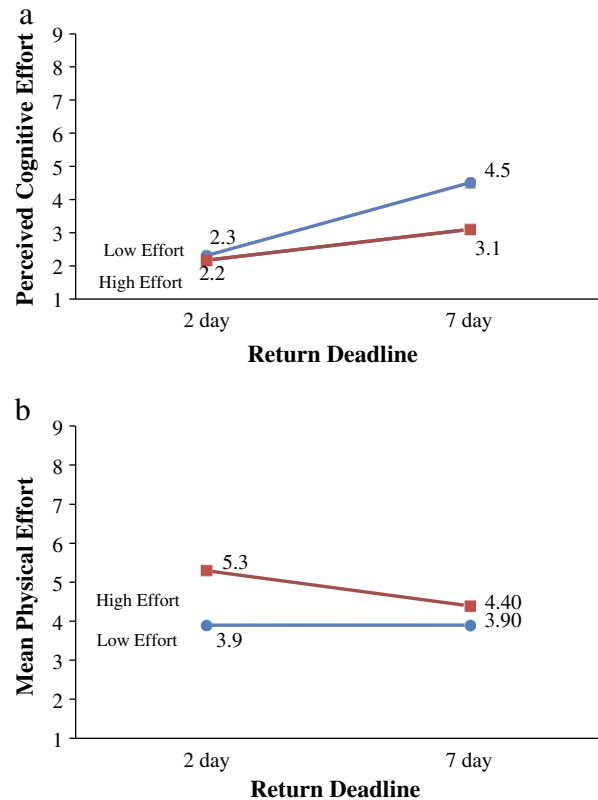 a
Perceived Cognitive Effort
9
8
7
6
5
4
3
2
1
4.5
2.3
Low Effort
3.1
2.2
High Effort
2 day
7 day
Return Deadline
b
Mean Physical Effort
9
8
7
6
5
4
3
2
1
5.3
High Effort
4.40
3.90
Low Effort
3.9
2 day
7 day
Return Deadline